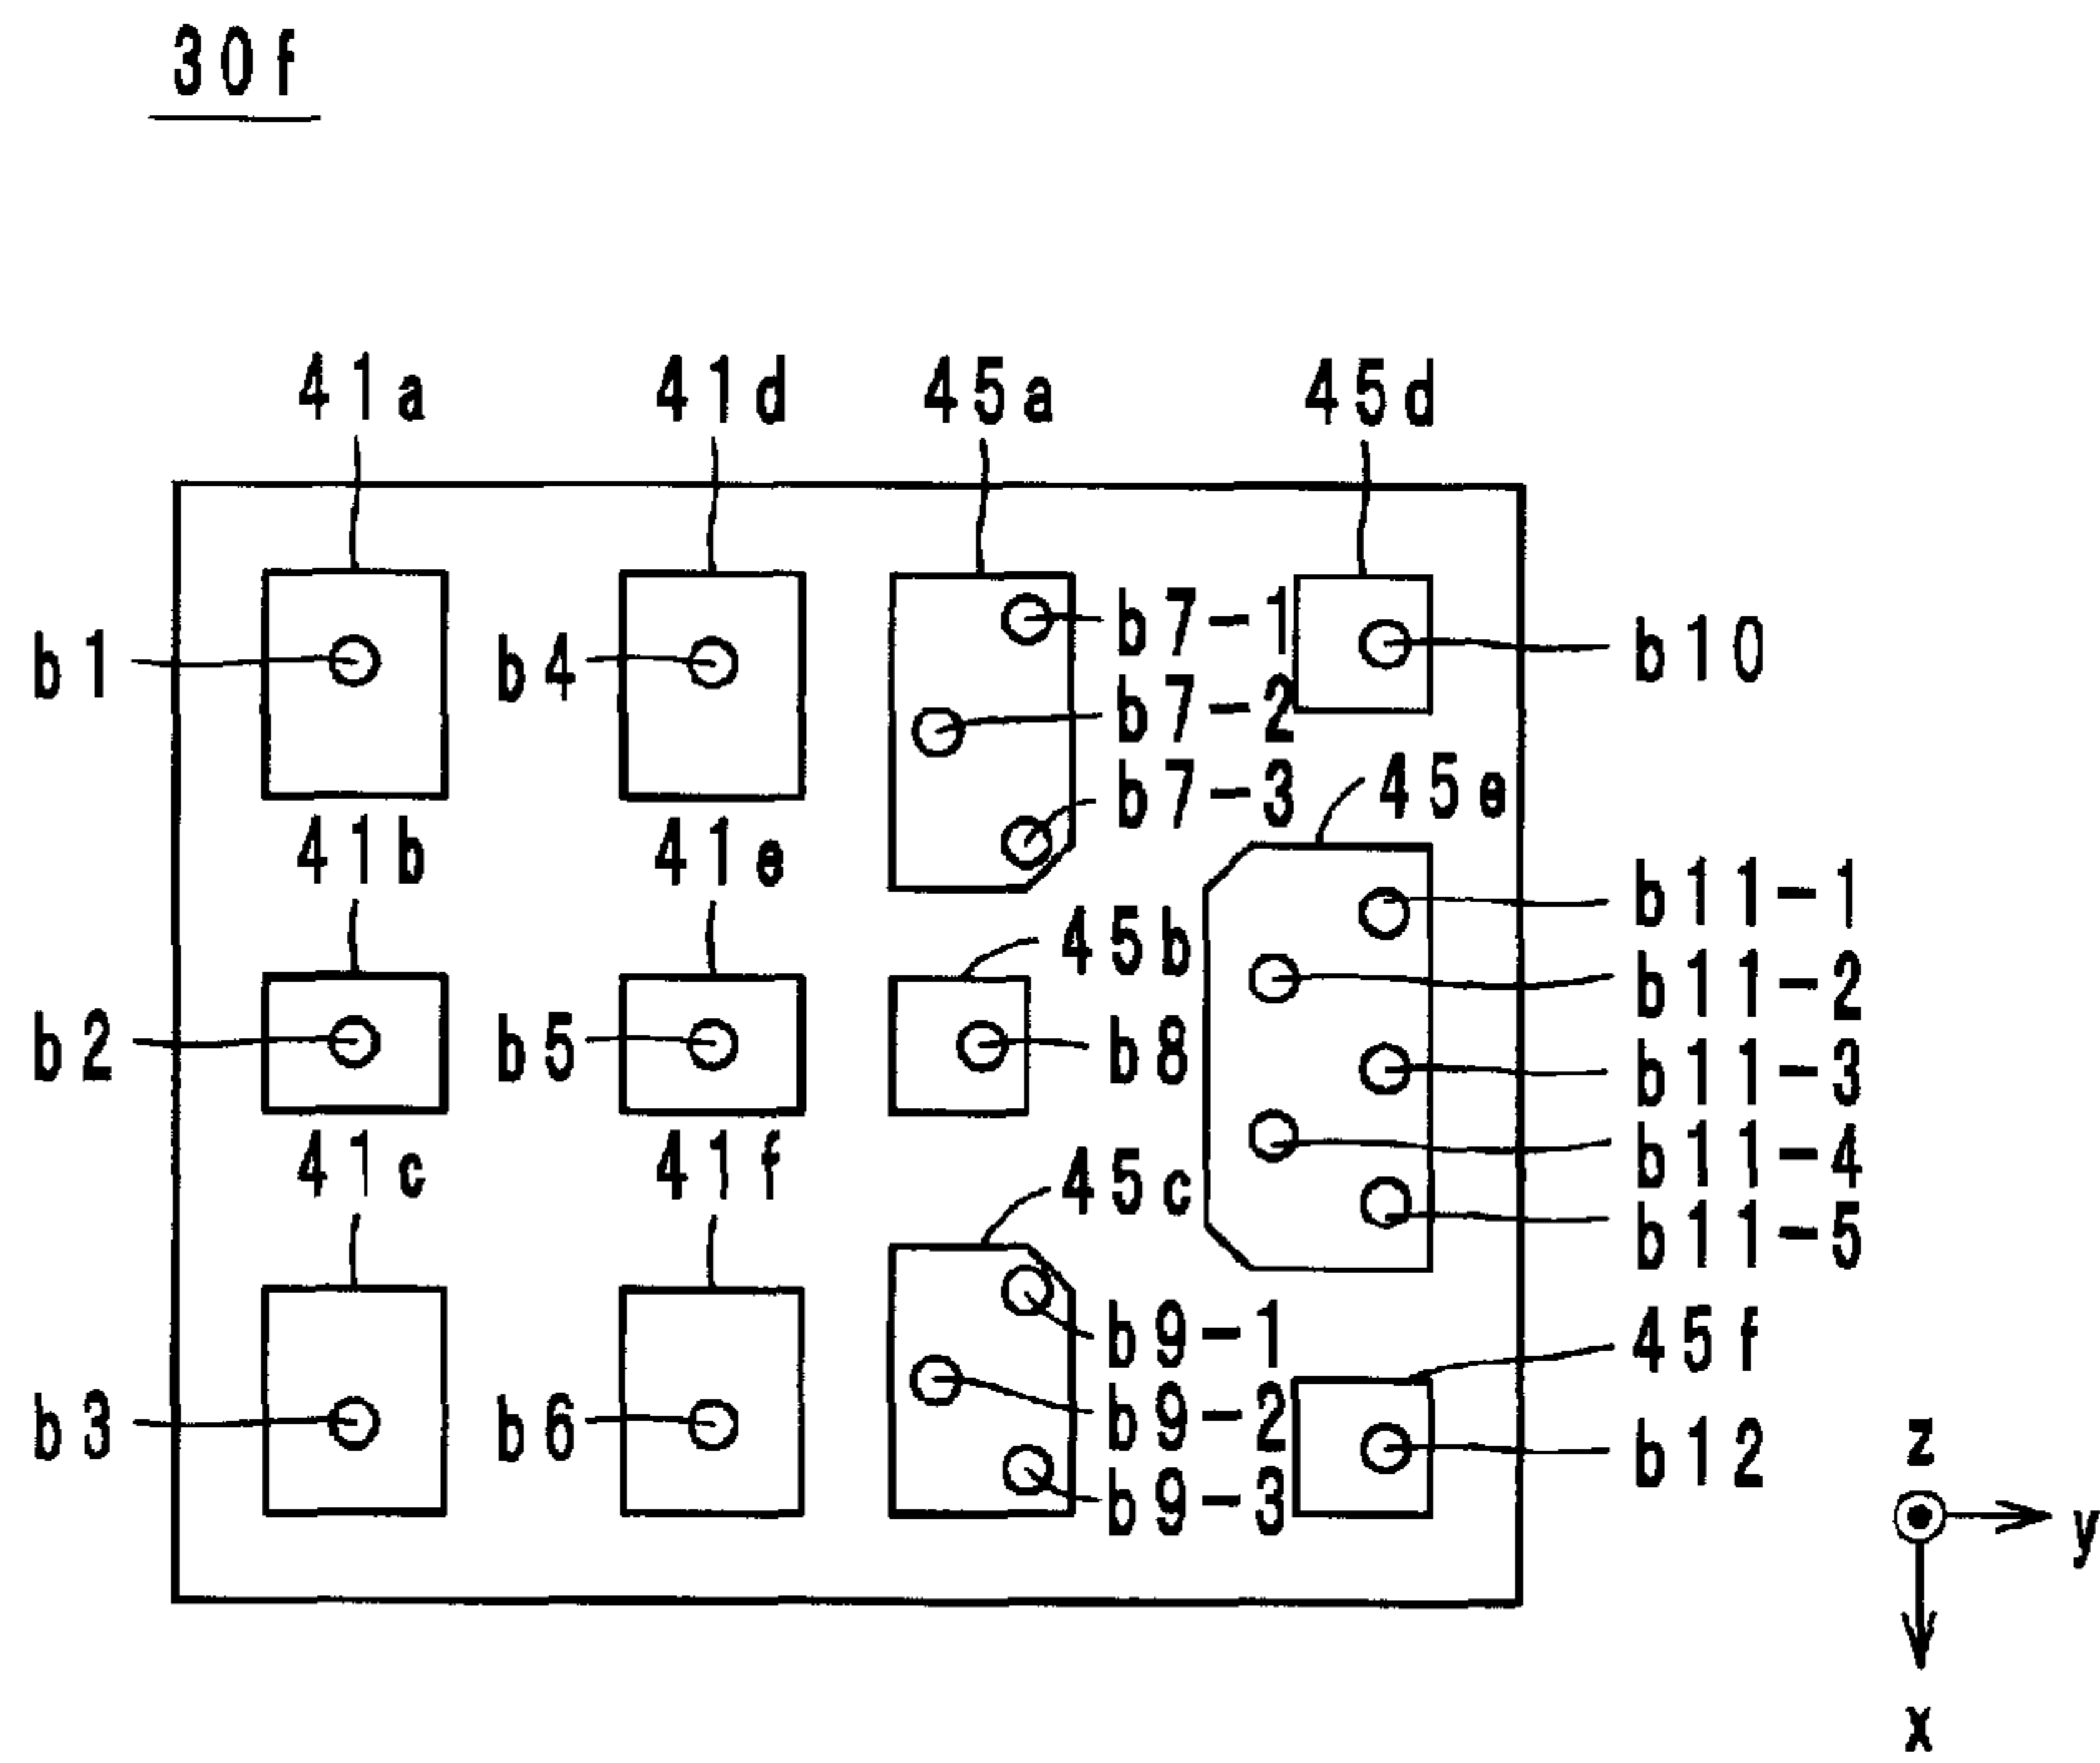 30f
41a 41d 45a 45d
b1 b4 b7-1 b10
b7-2
b7-3 45e
41b 41e
b11-1
45b
b11-2
b2 b5 b8 b11-3
41c 41f 45c b11-4
b11-5
b9-1 45f
b3 b6 b9-2 b12
b9-3
z
y
x